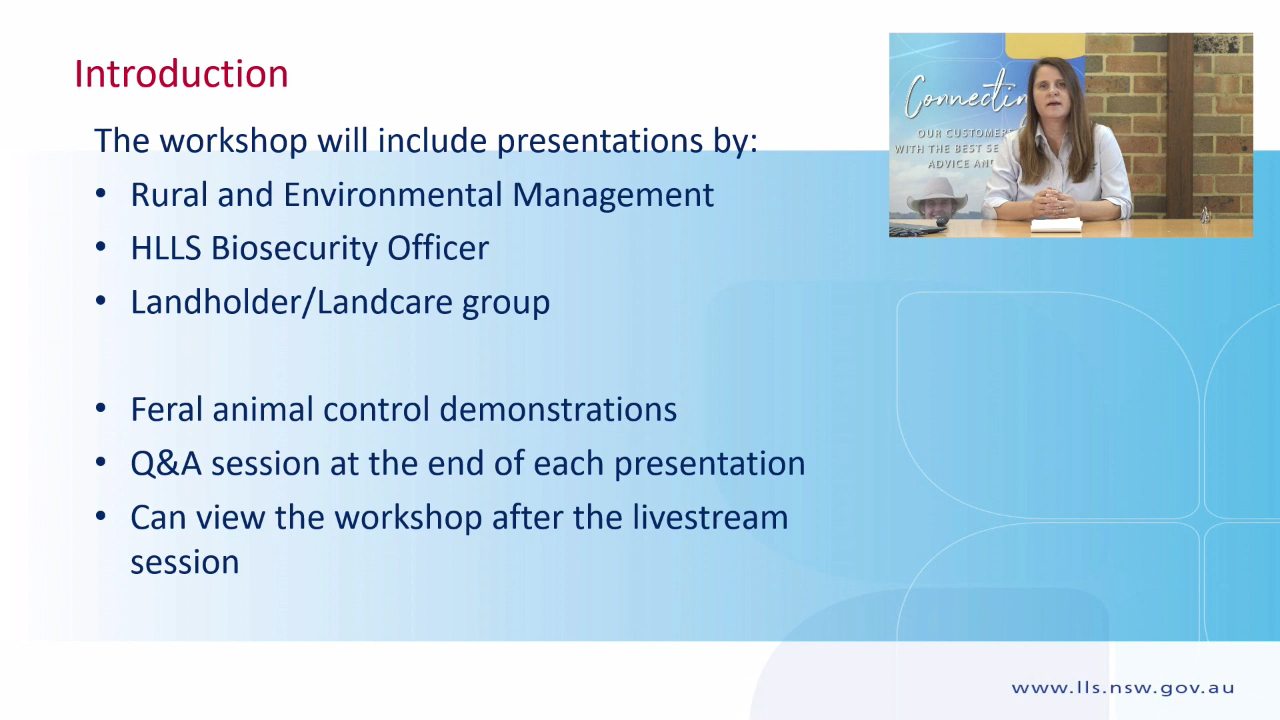 Introduction
The workshop will include presentations by:
• Rural and Environmental Management
• HLLS Biosecurity Officer
• Landholder/Landcare group
• Feral animal control demonstrations
• Q&A session at the end of each presentation
• Can view the workshop after the livestream
session
Connectin
OUR CUSTOMERS
WITH THE BEST SE
ADVICE AN
www.lls.nsw.gov.au